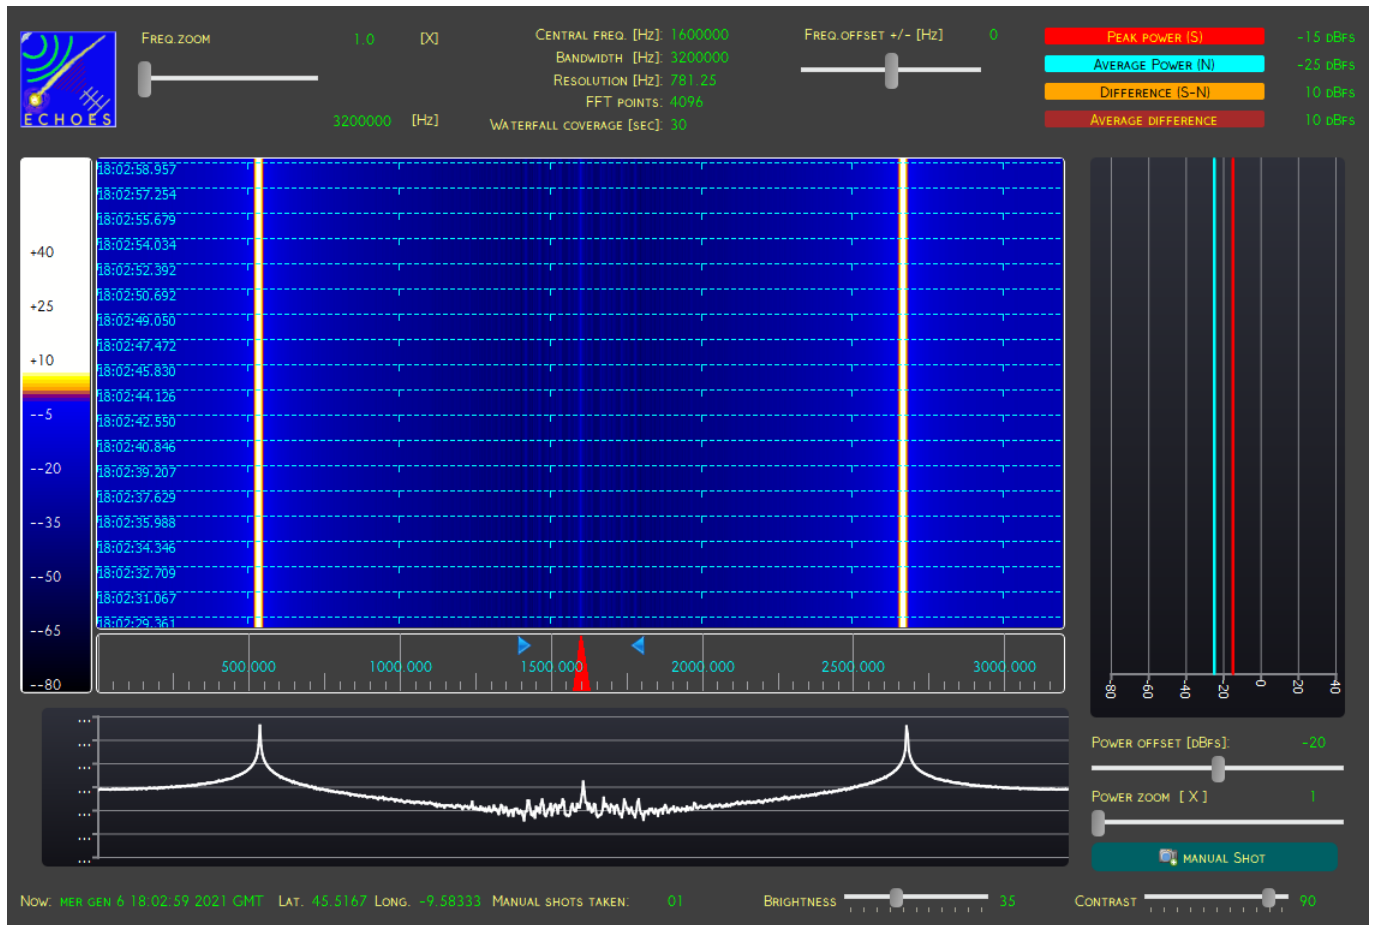 ECHOES
FREQ.ZOOM 1.0 [X]
3200000 [HZ]
CENTRAL FREQ. [HZ]: 1600000
BANDWIDTH [HZ]: 3200000
RESOLUTION [HZ]: 781.25
FFT POINTS: 4096
WATERFALL COVERAGE [SEC]: 30
FREQ.OFFSET +/- [HZ] 0
PEAK POWER (S) -15 DBFS
AVERAGE POWER (N) -25 DBFS
DIFFERENCE (S-N) 10 DBFS
AVERAGE DIFFERENCE 10 DBFS
+40
+25
+10
--5
--20
--35
--50
--65
--80
18:02:58.957
18:02:57.254
18:02:55.679
18:02:54.034
18:02:52.392
18:02:50.692
18:02:49.050
18:02:47.472
18:02:45.830
18:02:44.126
18:02:42.550
18:02:40.846
18:02:39.207
18:02:37.629
18:02:35.988
18:02:34.346
18:02:32.709
18:02:31.067
18:02:29.361
500.000 1000.000 1500.000 2000.000 2500.000 3000.000
-80 -60 -40 -20 0 20 40
...
...
...
...
...
...
...
POWER OFFSET [DBFS]: -20
POWER ZOOM [ X ] 1
MANUAL SHOT
NOW: MER GEN 6 18:02:59 2021 GMT LAT. 45.5167 LONG. -9.58333 MANUAL SHOTS TAKEN: 01 BRIGHTNESS 35 CONTRAST 90